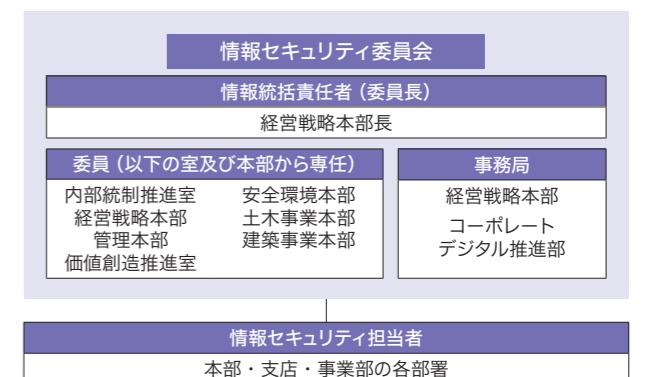 情報セキュリティ委員会
情報統括責任者（委員長）
経営戦略本部長
委員（以下の室及び本部から専任）
内部統制推進室
経営戦略本部
管理本部
価値創造推進室
安全環境本部
土木事業本部
建築事業本部
事務局
経営戦略本部
コーポレート
デジタル推進部
情報セキュリティ担当者
本部・支店・事業部の各部署